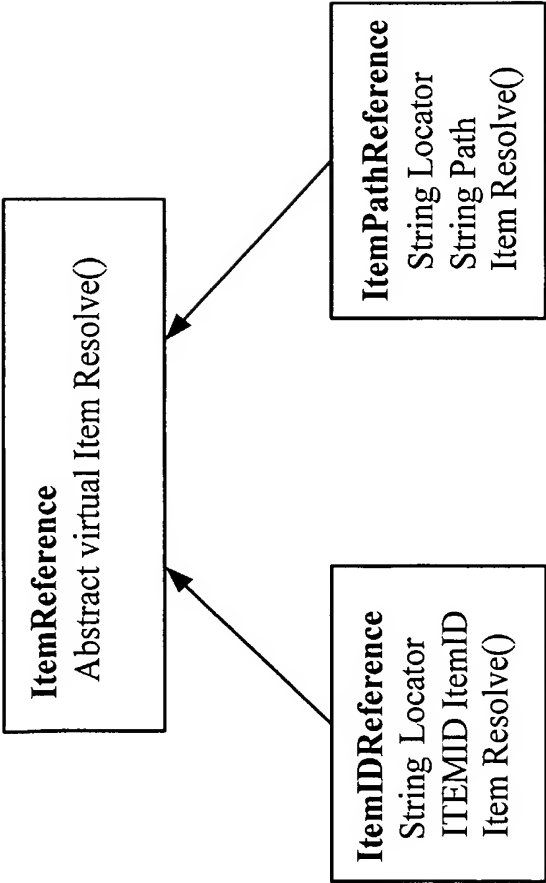 ItemReference
Abstract virtual Item Resolve()
ItemIDReference
String Locator
ITEMID ItemID
Item Resolve()
ItemPathReference
String Locator
String Path
Item Resolve()